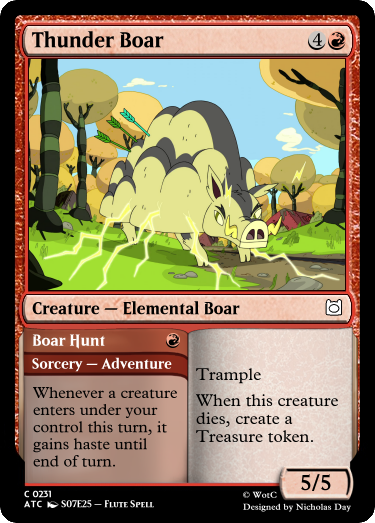 Thunder Boar 4
Creature — Elemental Boar
Boar Hunt
Sorcery — Adventure
Whenever a creature
enters under your
control this turn, it
gains haste until
end of turn.
Trample
When this creature
dies, create a
Treasure token.
5/5
C 0231
ATC S07E25 — Flute Spell
© WotC
Designed by Nicholas Day